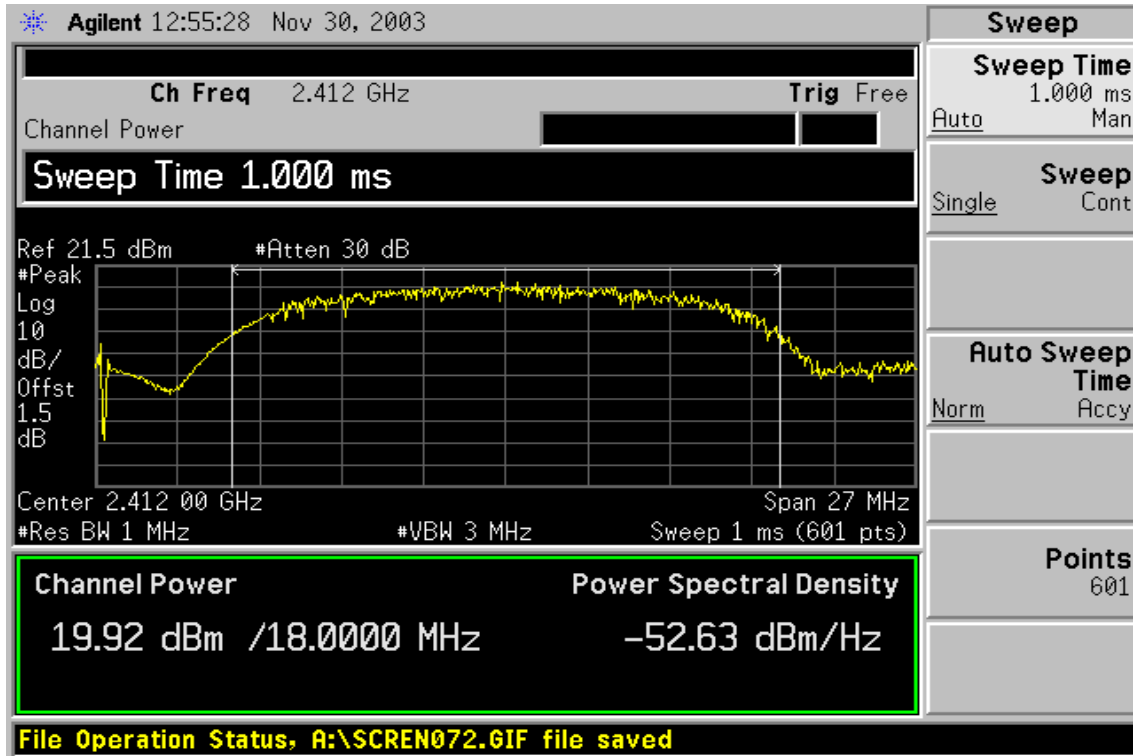 Agilent 12:55:28 Nov 30, 2003
Ch Freq 2.412 GHz Trig Free
Channel Power
Sweep Time 1.000 ms
Ref 21.5 dBm #Atten 30 dB
#Peak
Log
10
dB/
Offst
1.5
dB
Center 2.412 00 GHz Span 27 MHz
#Res BW 1 MHz #VBW 3 MHz Sweep 1 ms (601 pts)
Channel Power Power Spectral Density
19.92 dBm /18.0000 MHz -52.63 dBm/Hz
File Operation Status, A:\SCREN072.GIF file saved
Sweep
Sweep Time
1.000 ms
Auto Man
Sweep
Single Cont
Auto Sweep
Time
Norm Accy
Points
601